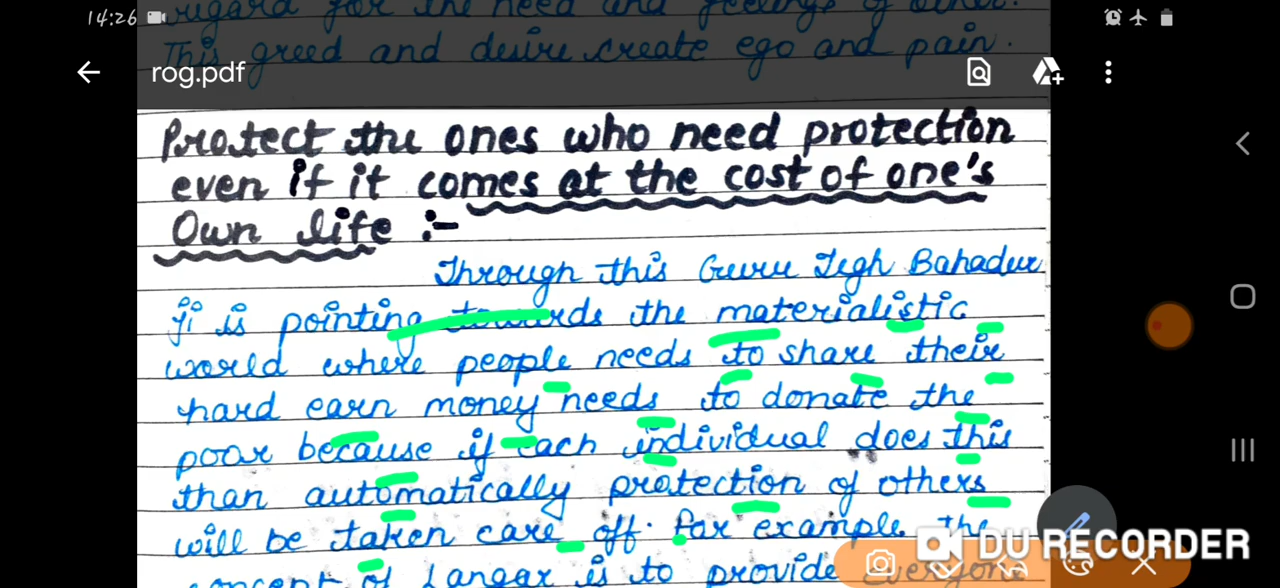 14:26
rugard for the need and feelings of other.
This greed and desire create ego and pain.
rog.pdf
Protect the ones who need protection
even if it comes at the cost of one's
Own life :-
Through this Guru Tegh Bahadur
ji is pointing towards the materialistic
world where people needs to share their
hard earn money needs to donate the
poor because if each individual does this
than automatically protection of others
will be taken care off. For example the
concept of Langar is to provide everyone
DU RECORDER